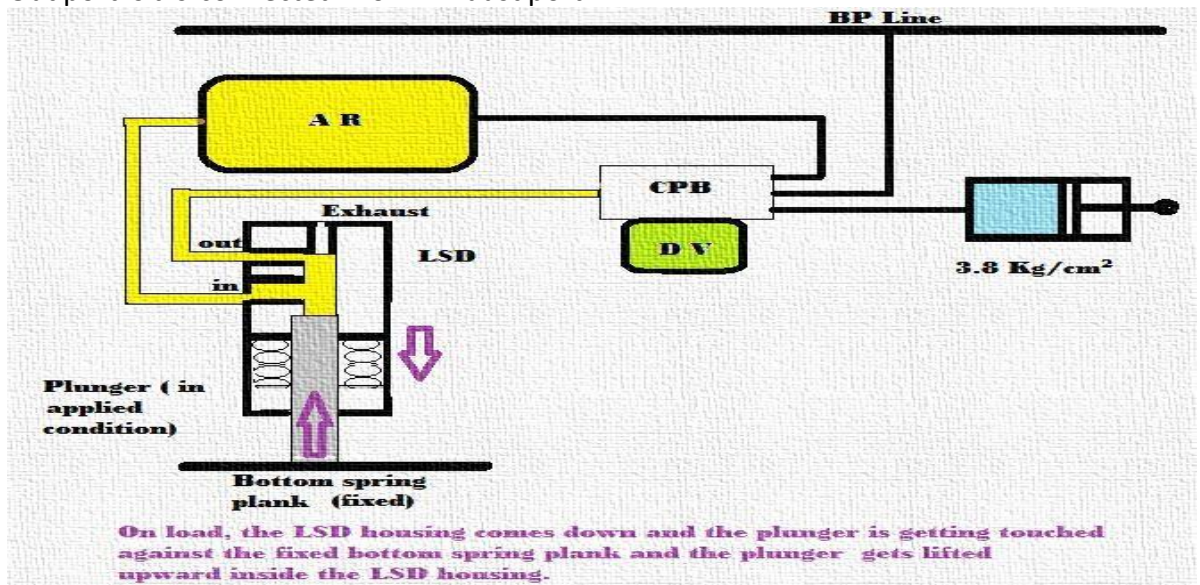 BP Line
A R
CPB
Exhaust
out
LSD
D V
in
3.8 Kg/cm²
Plunger ( in
applied
condition)
Bottom spring
plank (fixed)
On load, the LSD housing comes down and the plunger is getting touched
against the fixed bottom spring plank and the plunger gets lifted
upward inside the LSD housing.